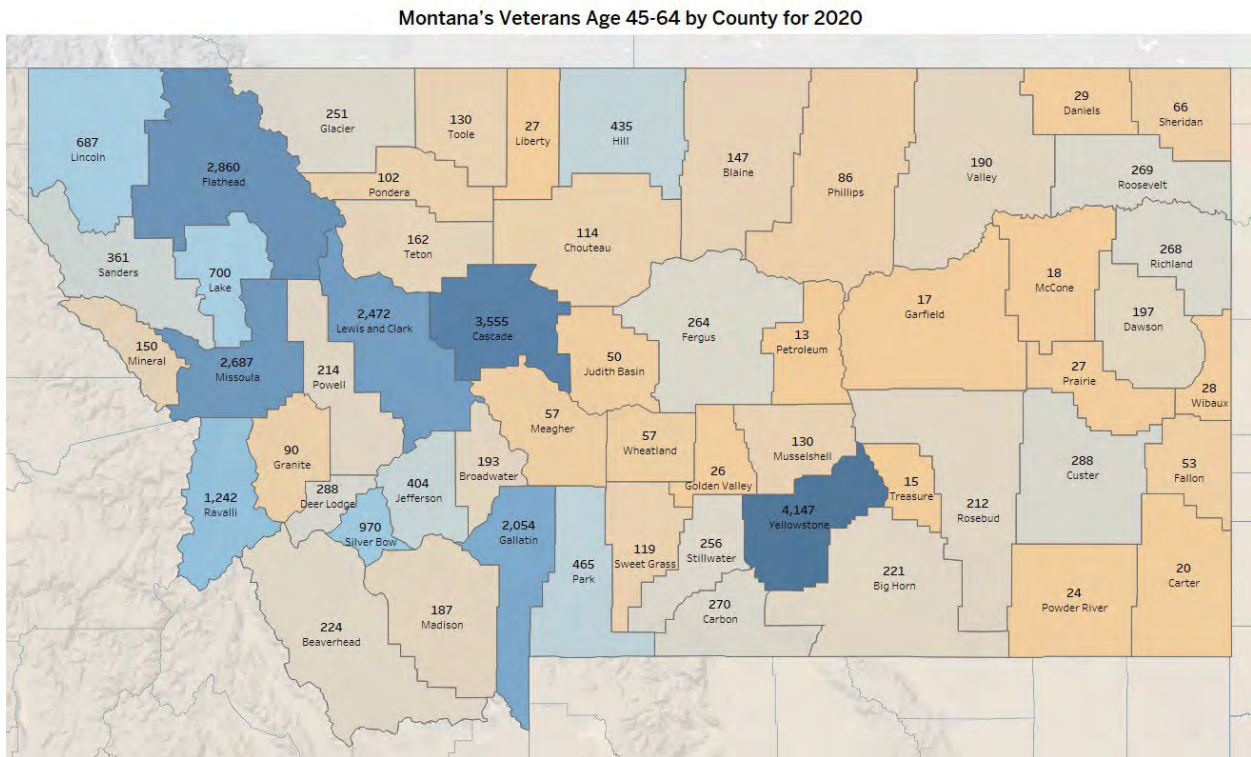 Montana's Veterans Age 45-64 by County for 2020
687
Lincoln
2,860
Flathead
251
Glacier
130
Toole
27
Liberty
435
Hill
147
Blaine
86
Phillips
190
Valley
29
Daniels
66
Sheridan
269
Roosevelt
102
Pondera
162
Teton
114
Chouteau
361
Sanders
700
Lake
268
Richland
18
McCone
17
Garfield
197
Dawson
2,472
Lewis and Clark
3,555
Cascade
264
Fergus
13
Petroleum
150
Mineral
2,687
Missoula
214
Powell
50
Judith Basin
27
Prairie
28
Wibaux
57
Meagher
57
Wheatland
26
Golden Valley
130
Musselshell
90
Granite
193
Broadwater
288
Custer
53
Fallon
1,242
Ravalli
288
Deer Lodge
404
Jefferson
15
Treasure
212
Rosebud
970
Silver Bow
2,054
Gallatin
4,147
Yellowstone
465
Park
119
Sweet Grass
256
Stillwater
221
Big Horn
20
Carter
24
Powder River
270
Carbon
187
Madison
224
Beaverhead